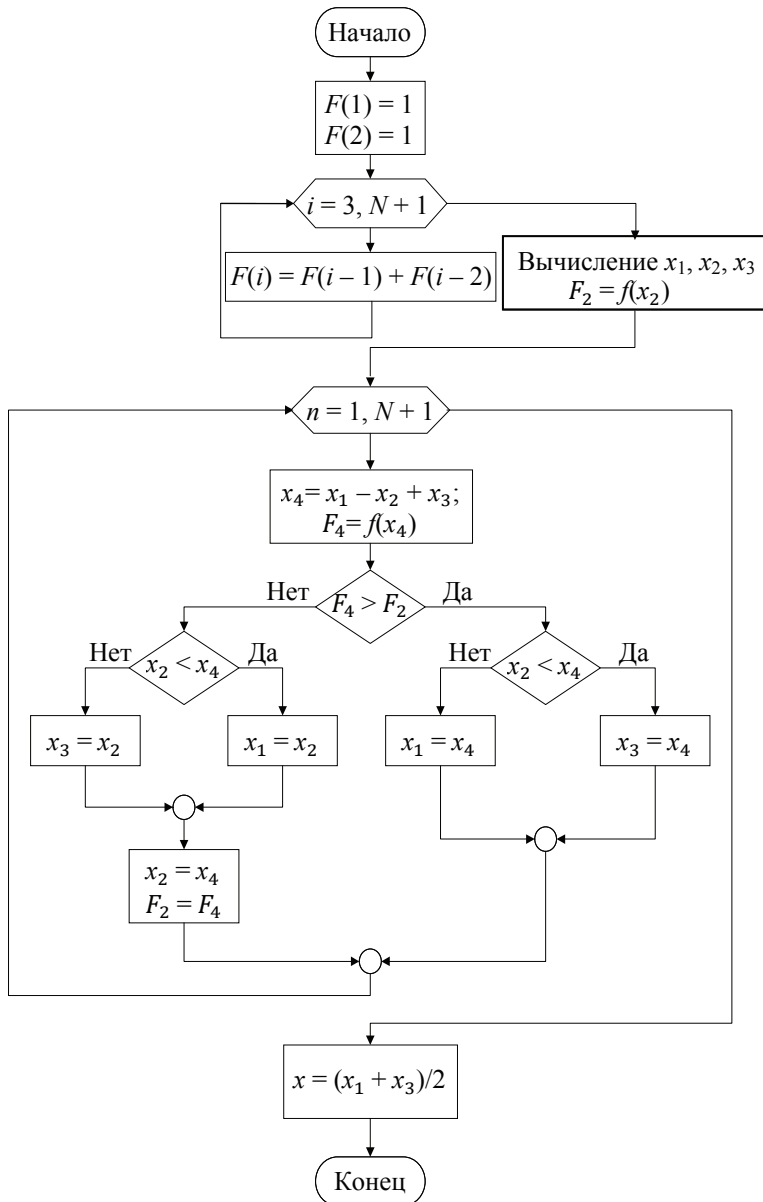 Начало
F(1) = 1
F(2) = 1
i = 3, N + 1
F(i) = F(i – 1) + F(i – 2)
Вычисление x₁, x₂, x₃
F₂ = f(x₂)
n = 1, N + 1
x₄= x₁ – x₂ + x₃;
F₄= f(x₄)
Нет
F₄ > F₂
Да
Нет
x₂ < x₄
Да
Нет
x₂ < x₄
Да
x₃ = x₂
x₁ = x₂
x₁ = x₄
x₃ = x₄
x₂ = x₄
F₂ = F₄
x = (x₁ + x₃)/2
Конец